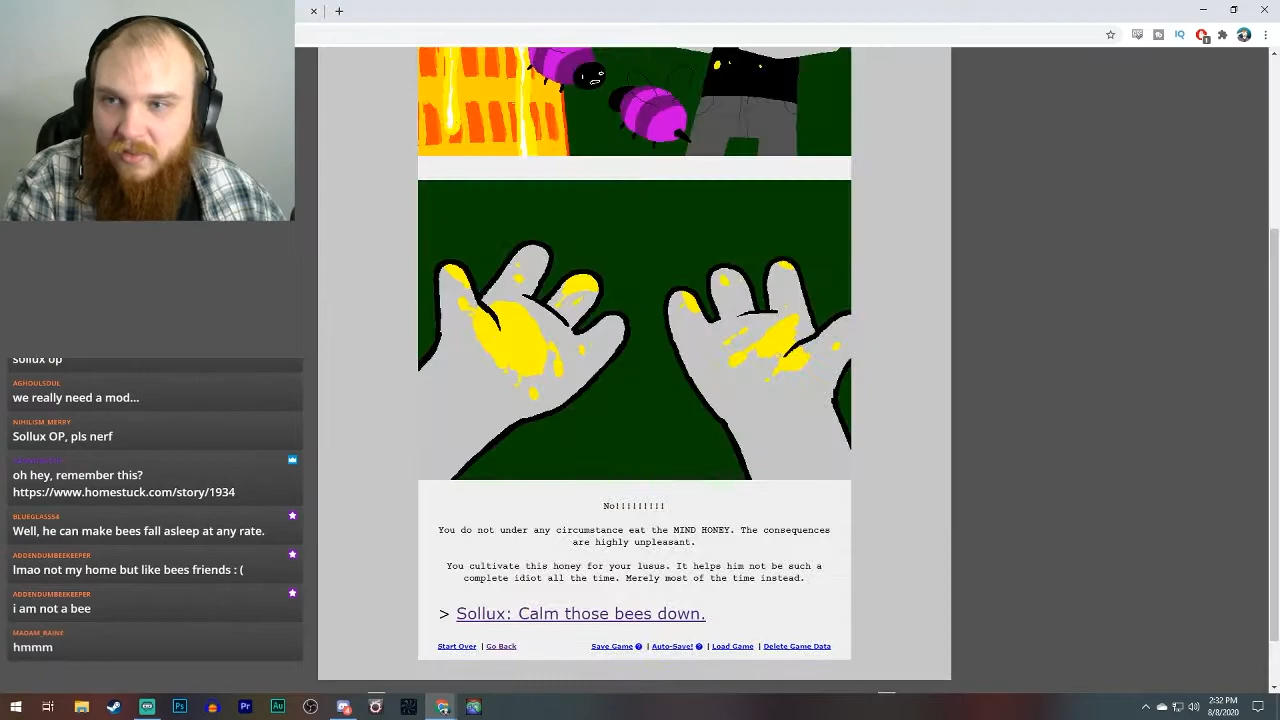 sollux op
AGHOULSOUL
we really need a mod...
NIHILISM_MERRY
Sollux OP, pls nerf
oh hey, remember this?
https://www.homestuck.com/story/1934
BLUEGLASS54
Well, he can make bees fall asleep at any rate.
ADDENDUMBEEKEEPER
lmao not my home but like bees friends : (
ADDENDUMBEEKEEPER
i am not a bee
MADAM_RAINE
hmmm
No!!!!!!!!!
You do not under any circumstance eat the MIND HONEY. The consequences
are highly unpleasant.
You cultivate this honey for your lusus. It helps him not be such a
complete idiot all the time. Merely most of the time instead.
> Sollux: Calm those bees down.
Start Over | Go Back Save Game ? | Auto-Save! ? | Load Game | Delete Game Data
IQ
1
2:32 PM
8/8/2020